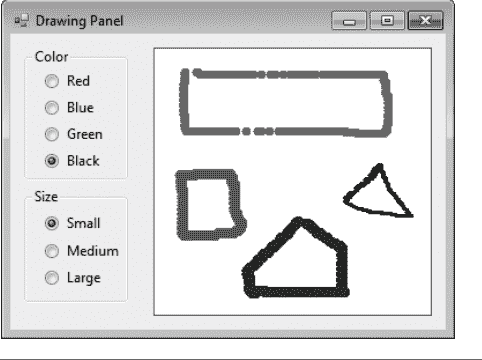 Drawing Panel
Color
Red
Blue
Green
Black
Size
Small
Medium
Large